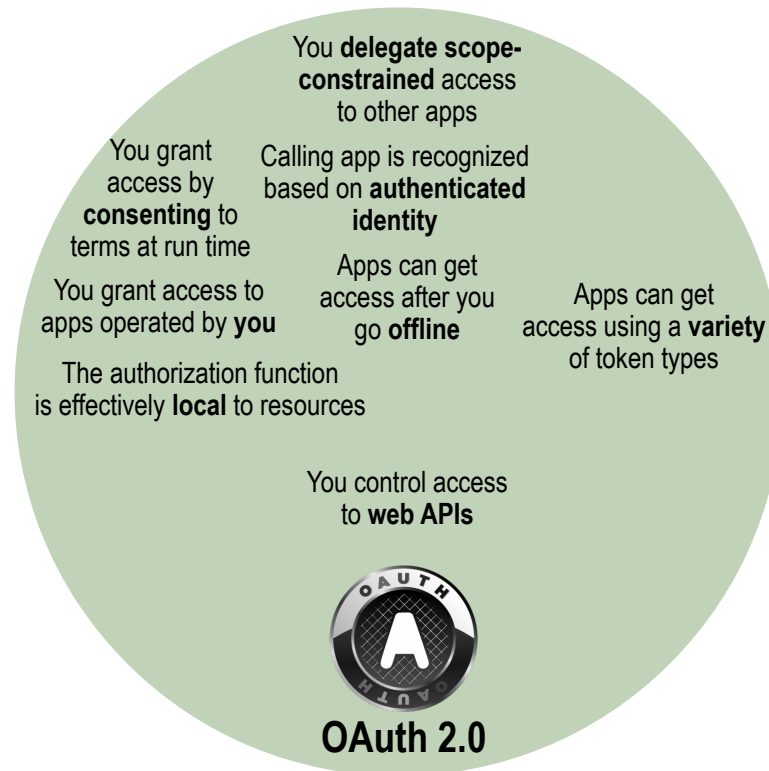 You delegate scope-
constrained access
to other apps
You grant
access by
consenting to
terms at run time
Calling app is recognized
based on authenticated
identity
You grant access to
apps operated by you
Apps can get
access after you
go offline
Apps can get
access using a variety
of token types
The authorization function
is effectively local to resources
You control access
to web APIs
OAUTH
A
OAUTH
OAuth 2.0